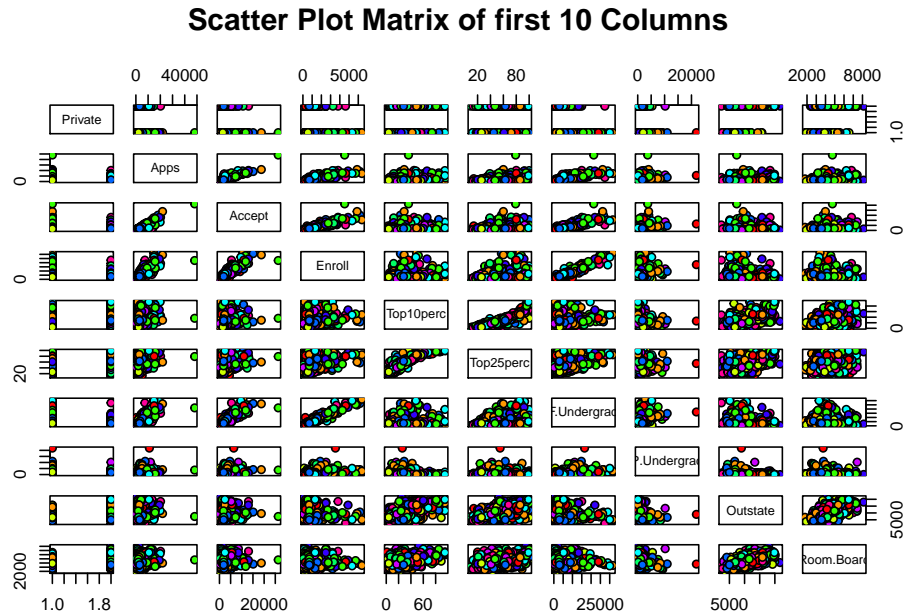 Scatter Plot Matrix of first 10 Columns
0 40000 0 5000 20 80 0 20000 2000 8000
Private 1.0
0 Apps
Accept 0
0 Enroll
Top10perc 0
20 Top25perc
F.Undergrad 0
0 P.Undergrad
Outstate 5000
2000 Room.Board
1.0 1.8 0 20000 0 60 0 25000 5000